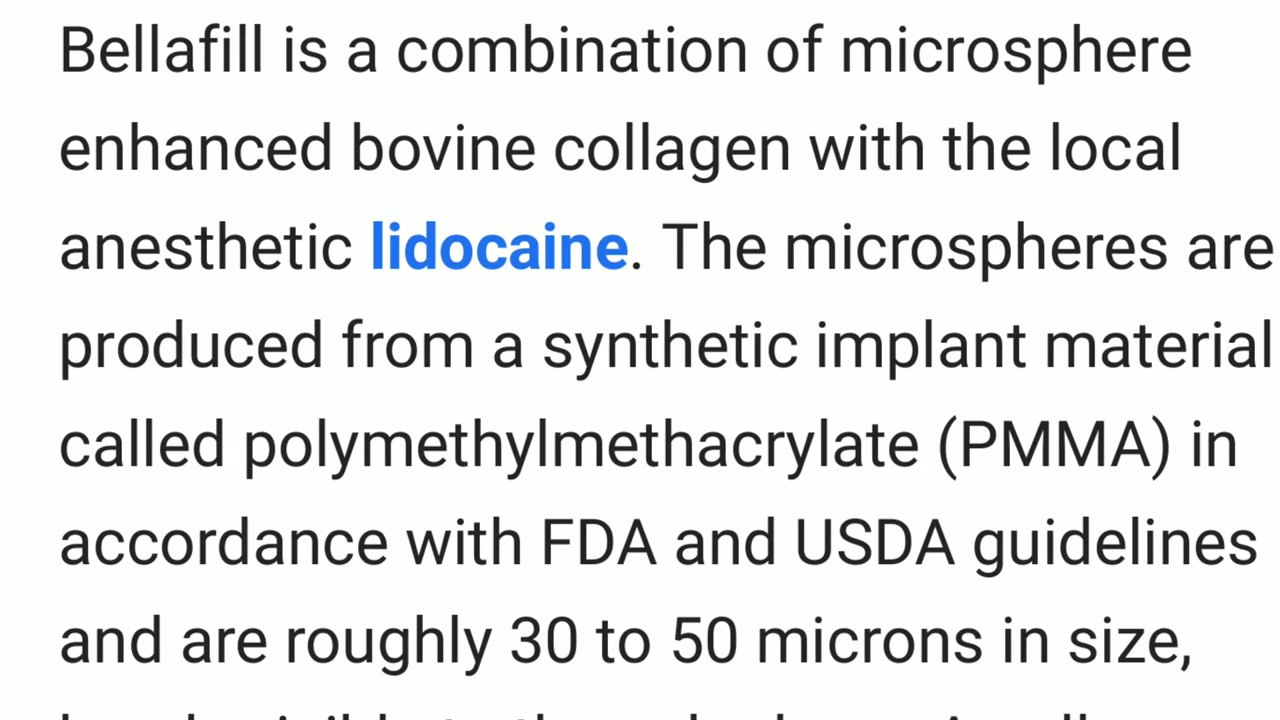 Bellafill is a combination of microsphere
enhanced bovine collagen with the local
anesthetic lidocaine. The microspheres are
produced from a synthetic implant material
called polymethylmethacrylate (PMMA) in
accordance with FDA and USDA guidelines
and are roughly 30 to 50 microns in size,